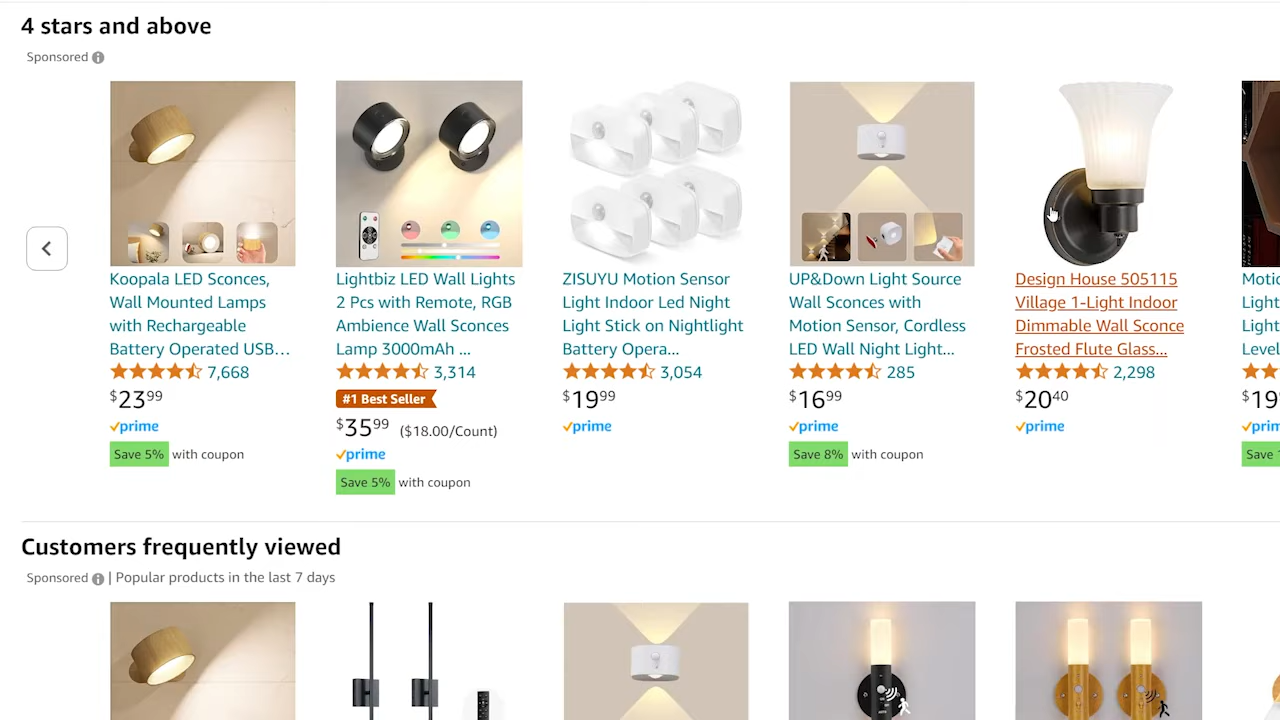 4 stars and above
Sponsored
Koopala LED Sconces,
Wall Mounted Lamps
with Rechargeable
Battery Operated USB…
7,668
$23.99
prime
Save 5% with coupon
Lightbiz LED Wall Lights
2 Pcs with Remote, RGB
Ambience Wall Sconces
Lamp 3000mAh ...
3,314
#1 Best Seller
$35.99 ($18.00/Count)
prime
Save 5% with coupon
ZISUYU Motion Sensor
Light Indoor Led Night
Light Stick on Nightlight
Battery Opera...
3,054
$19.99
prime
UP&Down Light Source
Wall Sconces with
Motion Sensor, Cordless
LED Wall Night Light...
285
$16.99
prime
Save 8% with coupon
Design House 505115
Village 1-Light Indoor
Dimmable Wall Sconce
Frosted Flute Glass...
2,298
$20.40
prime
Light
Light
Level
$19
Save
Customers frequently viewed
Sponsored | Popular products in the last 7 days